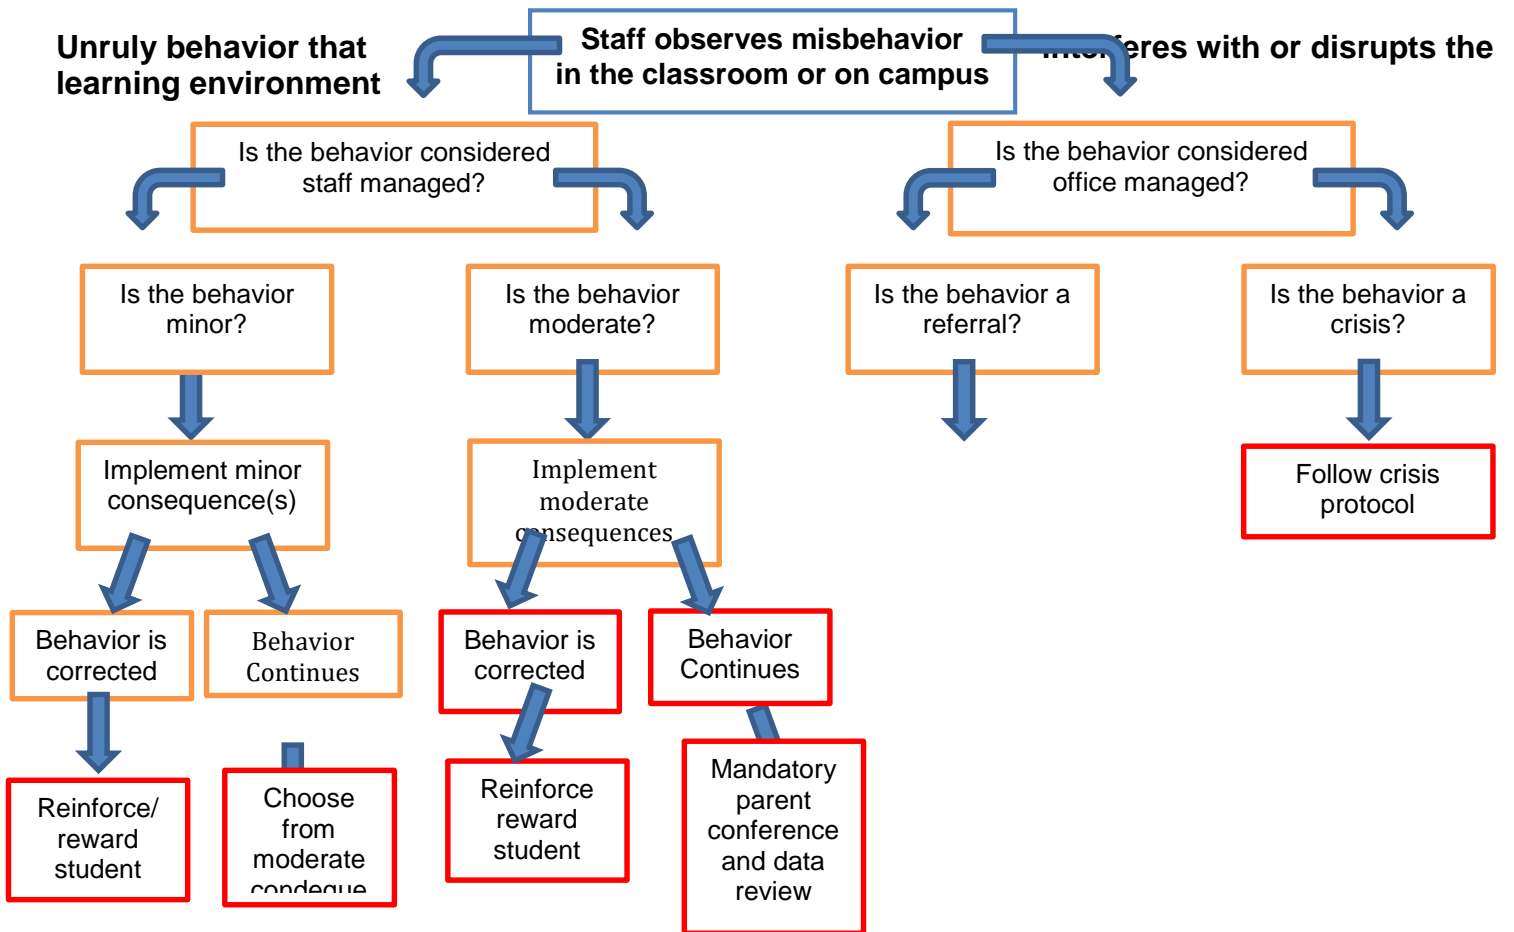 Unruly behavior that
learning environment
Staff observes misbehavior
in the classroom or on campus
interferes with or disrupts the
Is the behavior considered
staff managed?
Is the behavior considered
office managed?
Is the behavior
minor?
Is the behavior
moderate?
Is the behavior a
referral?
Is the behavior a
crisis?
Implement minor
consequence(s)
Implement
moderate
consequences
Follow crisis
protocol
Behavior is
corrected
Behavior
Continues
Behavior is
corrected
Behavior
Continues
Reinforce/
reward
student
Choose
from
moderate
condeque
Reinforce
reward
student
Mandatory
parent
conference
and data
review